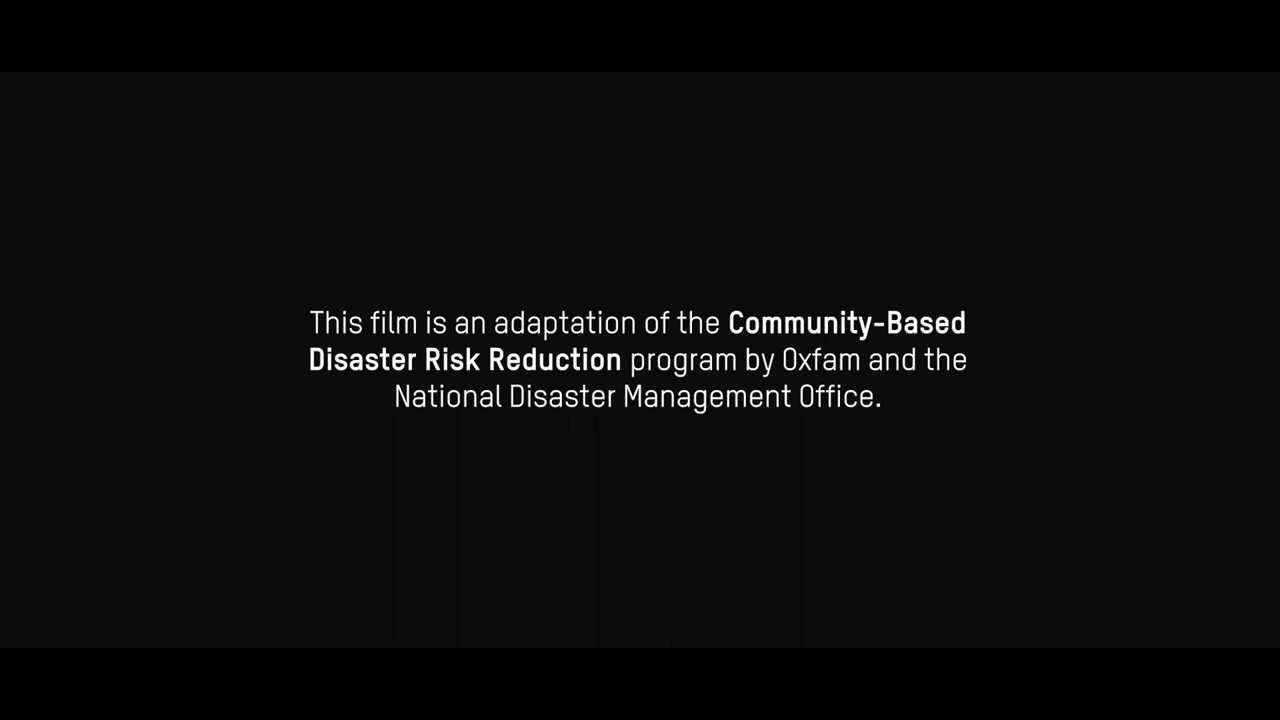 This film is an adaptation of the Community-Based
Disaster Risk Reduction program by Oxfam and the
National Disaster Management Office.